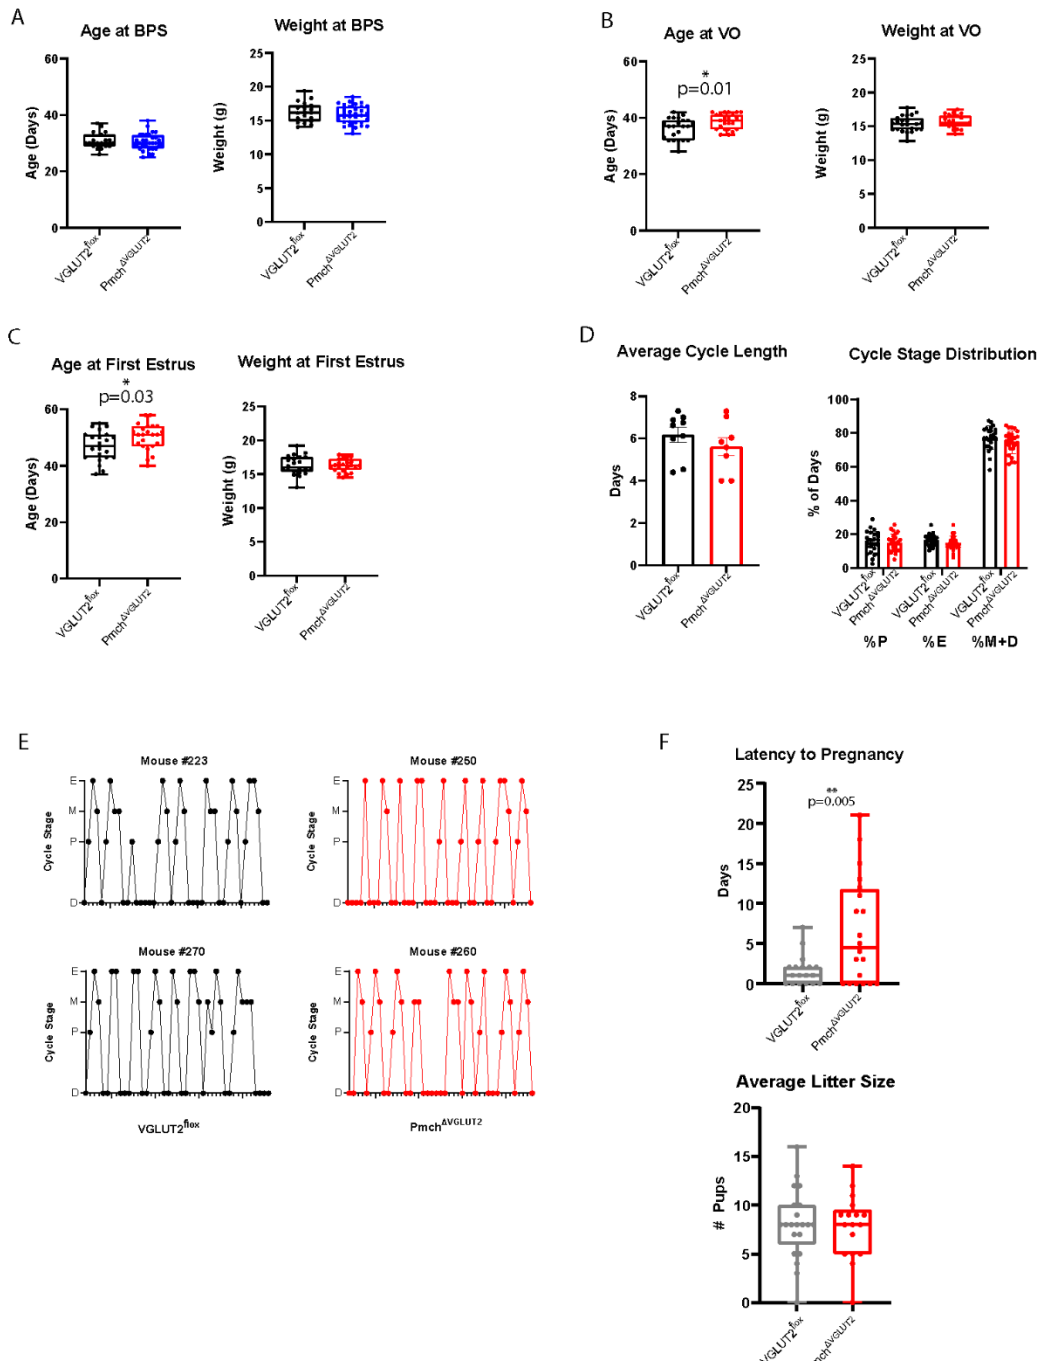 A
Age at BPS
Age (Days)
60
40
20
0
VGLUT2flox
PmchΔVGLUT2
Weight at BPS
Weight (g)
25
20
15
10
5
0
VGLUT2flox
PmchΔVGLUT2
B
Age at VO
*
p=0.01
Age (Days)
60
40
20
0
VGLUT2flox
PmchΔVGLUT2
Weight at VO
Weight (g)
25
20
15
10
5
0
VGLUT2flox
PmchΔVGLUT2
C
Age at First Estrus
*
p=0.03
Age (Days)
60
40
20
0
VGLUT2flox
PmchΔVGLUT2
Weight at First Estrus
Weight (g)
25
20
15
10
5
0
VGLUT2flox
PmchΔVGLUT2
D
Average Cycle Length
Days
8
6
4
2
0
VGLUT2flox
PmchΔVGLUT2
Cycle Stage Distribution
% of Days
100
80
60
40
20
0
VGLUT2flox
PmchΔVGLUT2
VGLUT2flox
PmchΔVGLUT2
VGLUT2flox
PmchΔVGLUT2
%P
%E
%M+D
E
Mouse #223
Cycle Stage
E
M
P
D
Mouse #250
Cycle Stage
E
M
P
D
Mouse #270
Cycle Stage
E
M
P
D
Mouse #260
Cycle Stage
E
M
P
D
VGLUT2flox
PmchΔVGLUT2
F
Latency to Pregnancy
**
p=0.005
Days
25
20
15
10
5
0
VGLUT2flox
PmchΔVGLUT2
Average Litter Size
# Pups
20
15
10
5
0
VGLUT2flox
PmchΔVGLUT2